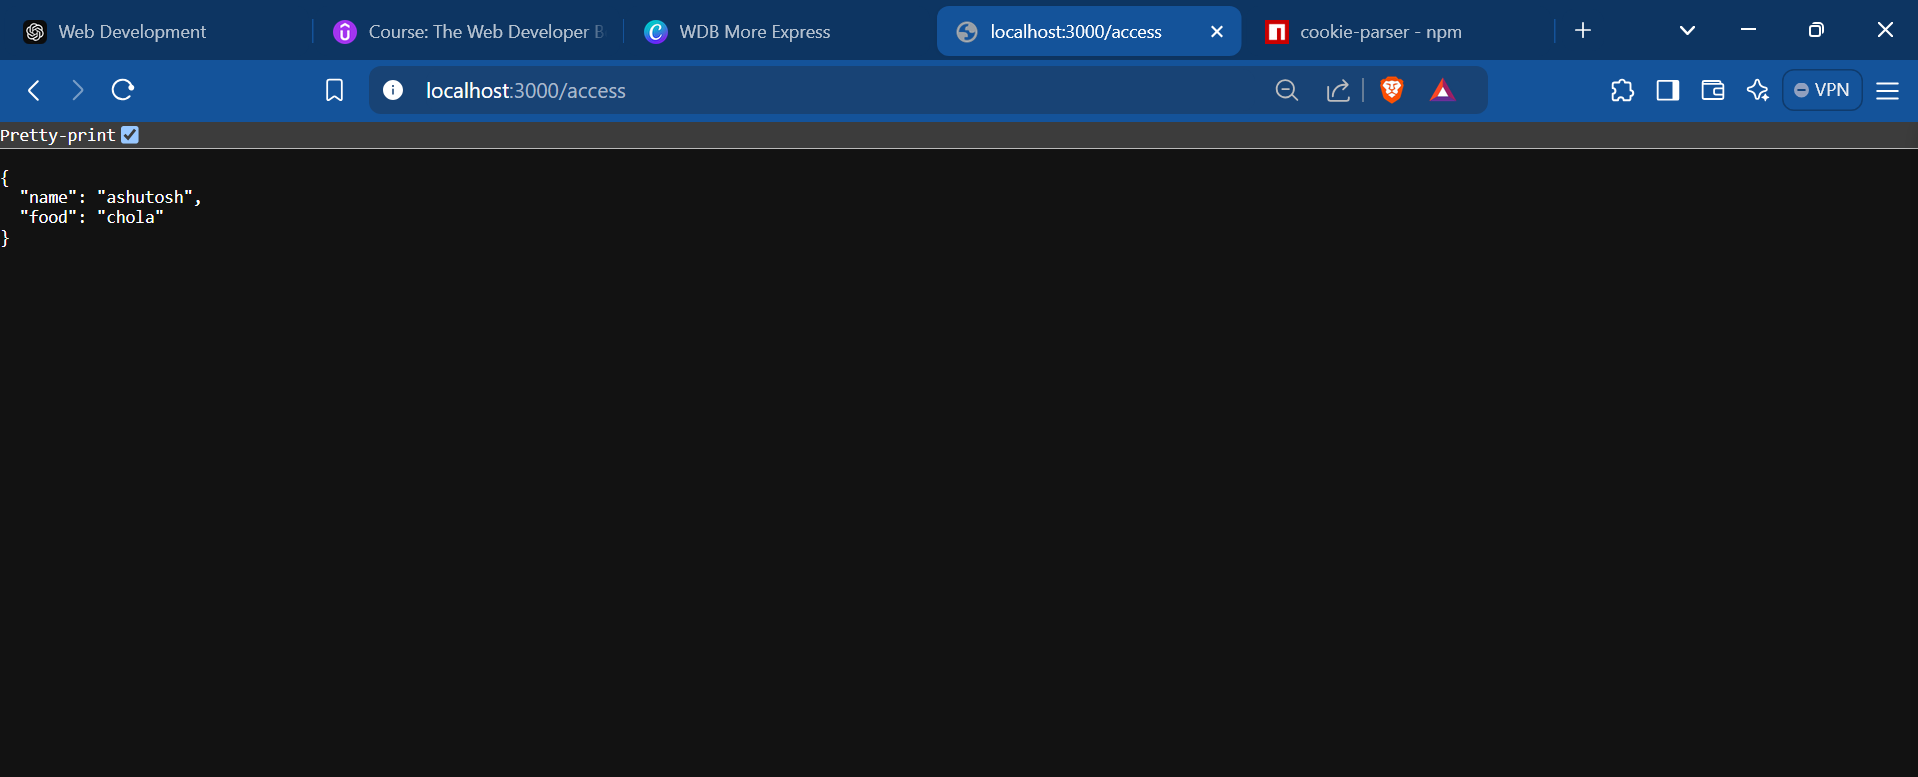 Web Development
Course: The Web Developer B
WDB More Express
localhost:3000/access
cookie-parser - npm
localhost:3000/access
VPN
Pretty-print
{
"name": "ashutosh",
"food": "chola"
}